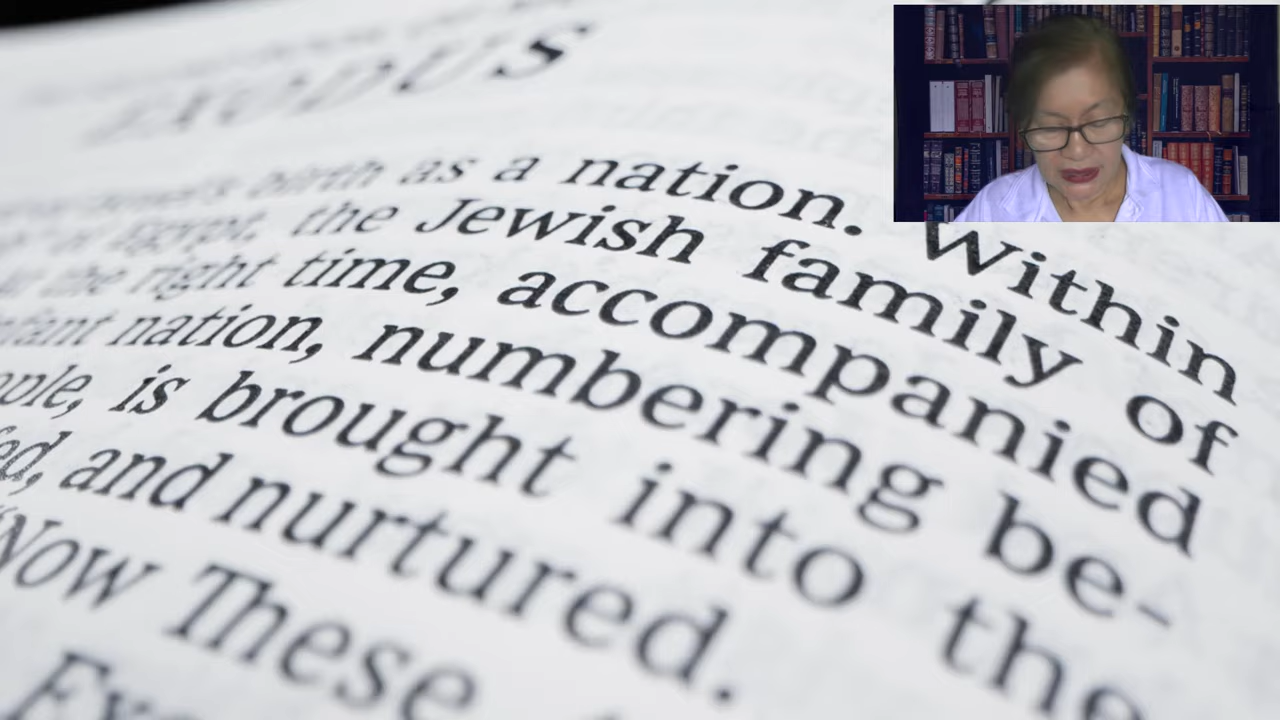 EXODUS
birth as a nation. Within
Egypt, the Jewish family of
the right time, accompanied
nation, numbering be-
is brought into the
and nurtured.
Now These